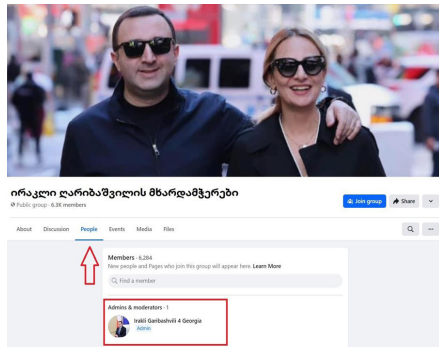 ირაკლი ღარიბაშვილის მხარდამჭერები
Public group · 6.3K members
Join group
Share
About Discussion People Events Media Files
Members · 6,284
New people and Pages who join this group will appear here. Learn More
Find a member
Admins & moderators · 1
Irakli Garibashvili 4 Georgia
Admin